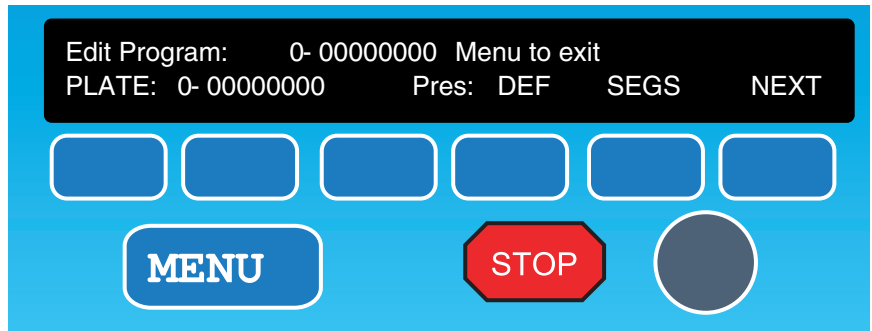 Edit Program: 0- 00000000 Menu to exit
PLATE: 0- 00000000 Pres: DEF SEGS NEXT
MENU
STOP